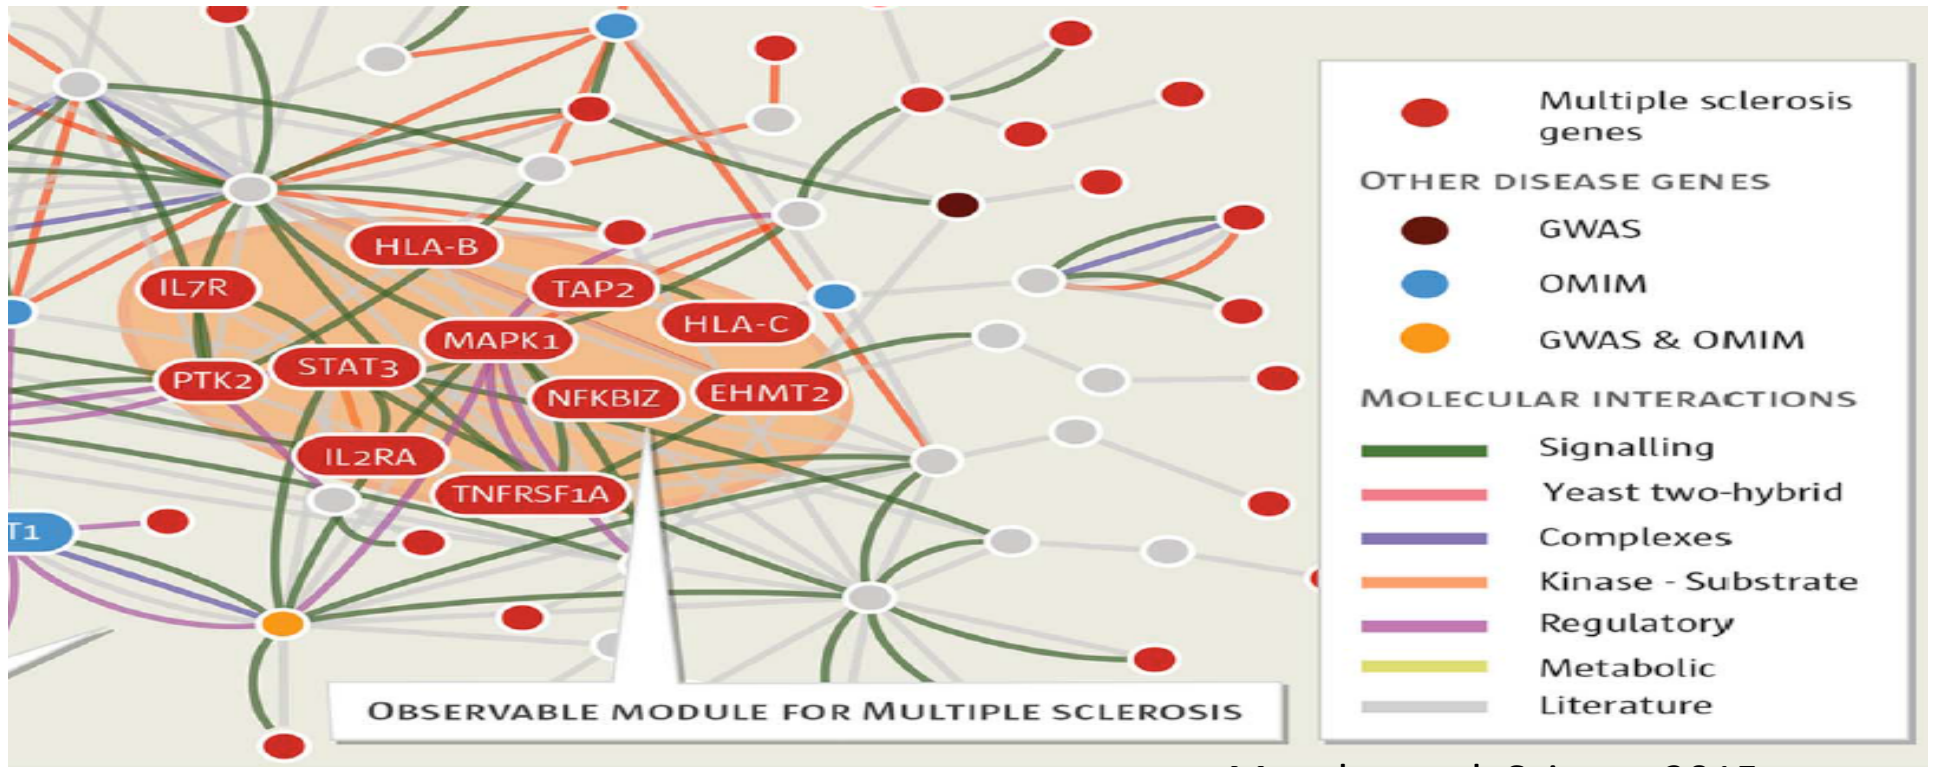 HLA-B
IL7R
TAP2
HLA-C
MAPK1
STAT3
PTK2
NFKBIZ
EHMT2
IL2RA
TNFRSF1A
T1
OBSERVABLE MODULE FOR MULTIPLE SCLEROSIS
Multiple sclerosis
genes
OTHER DISEASE GENES
GWAS
OMIM
GWAS & OMIM
MOLECULAR INTERACTIONS
Signalling
Yeast two-hybrid
Complexes
Kinase - Substrate
Regulatory
Metabolic
Literature